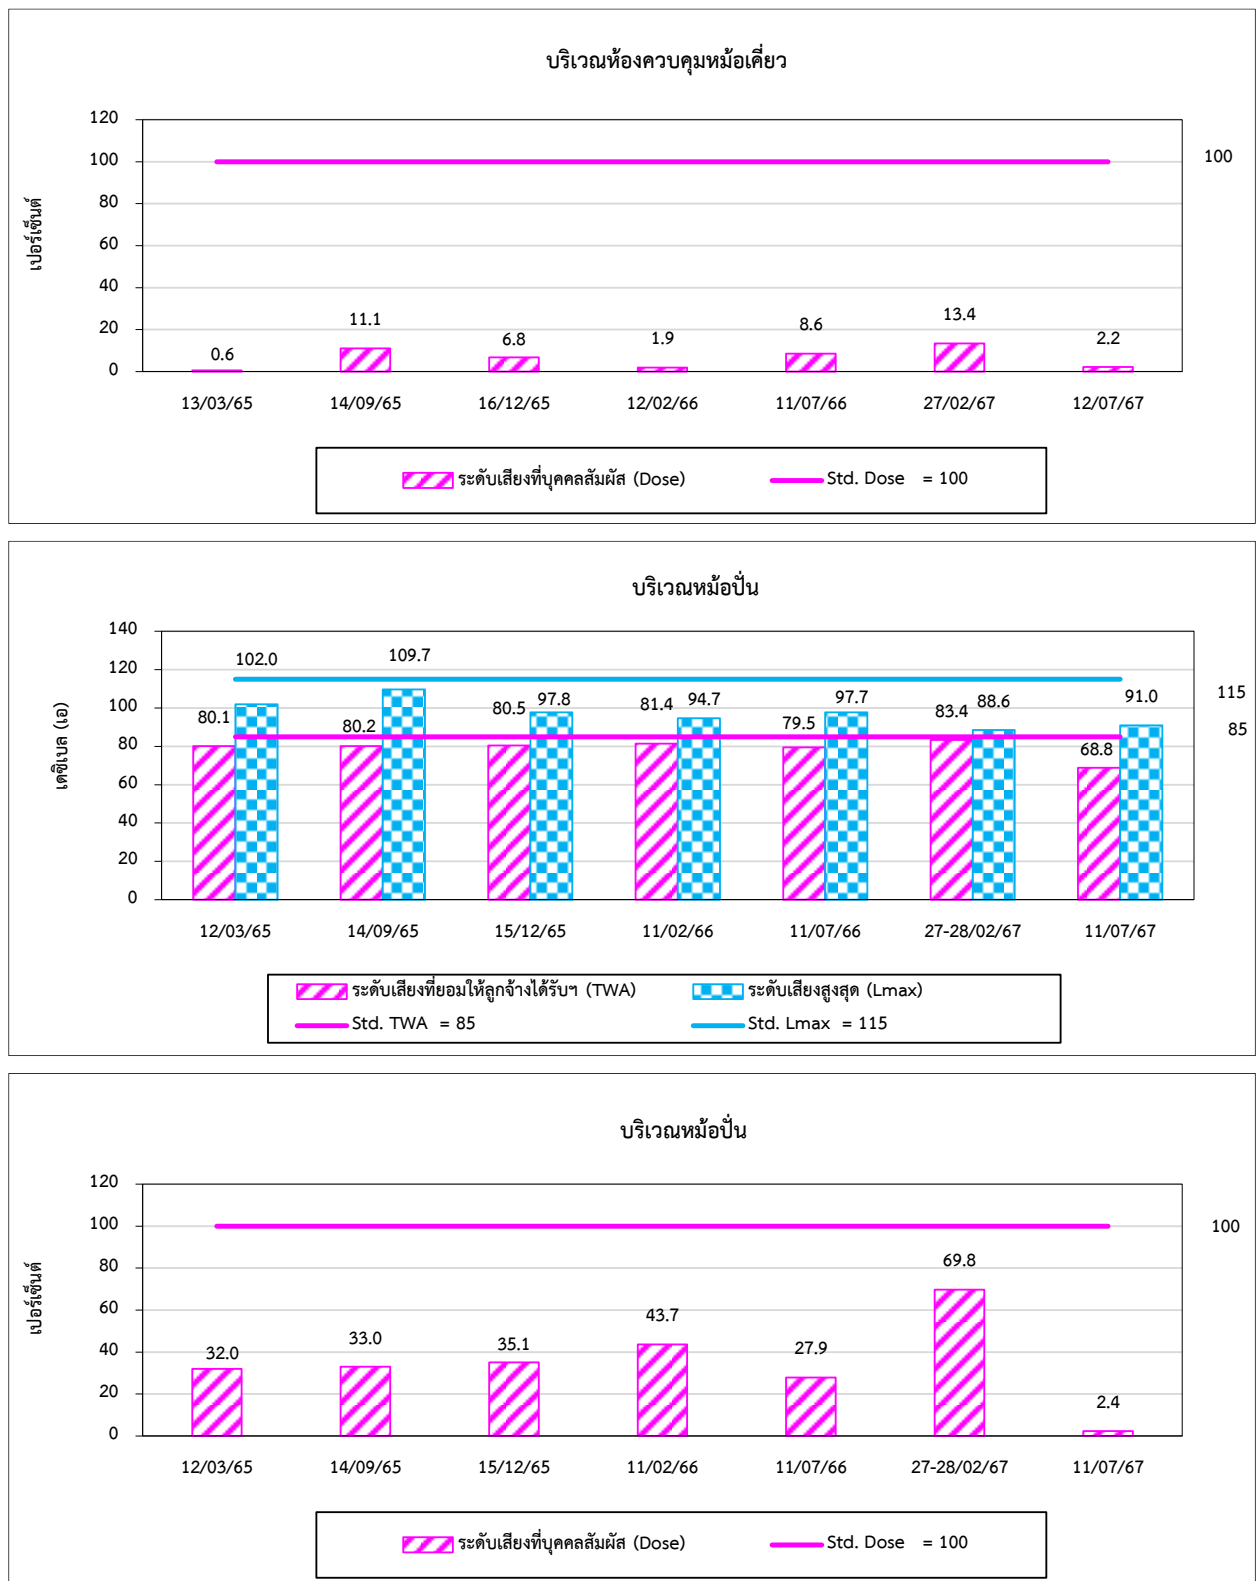 บริเวณห้องควบคุมหม้อเคี่ยว
120
100
80
60
40
20
0
เปอร์เซ็นต์
100
0.6 11.1 6.8 1.9 8.6 13.4 2.2
13/03/65 14/09/65 16/12/65 12/02/66 11/07/66 27/02/67 12/07/67
ระดับเสียงที่บุคคลสัมผัส (Dose) Std. Dose = 100
บริเวณหม้อปั่น
140
120
100
80
60
40
20
0
เดซิเบล (เอ)
115
85
80.1 102.0 80.2 109.7 80.5 97.8 81.4 94.7 79.5 97.7 83.4 88.6 68.8 91.0
12/03/65 14/09/65 15/12/65 11/02/66 11/07/66 27-28/02/67 11/07/67
ระดับเสียงที่ยอมให้ลูกจ้างได้รับฯ (TWA) ระดับเสียงสูงสุด (Lmax)
Std. TWA = 85 Std. Lmax = 115
บริเวณหม้อปั่น
120
100
80
60
40
20
0
เปอร์เซ็นต์
100
32.0 33.0 35.1 43.7 27.9 69.8 2.4
12/03/65 14/09/65 15/12/65 11/02/66 11/07/66 27-28/02/67 11/07/67
ระดับเสียงที่บุคคลสัมผัส (Dose) Std. Dose = 100